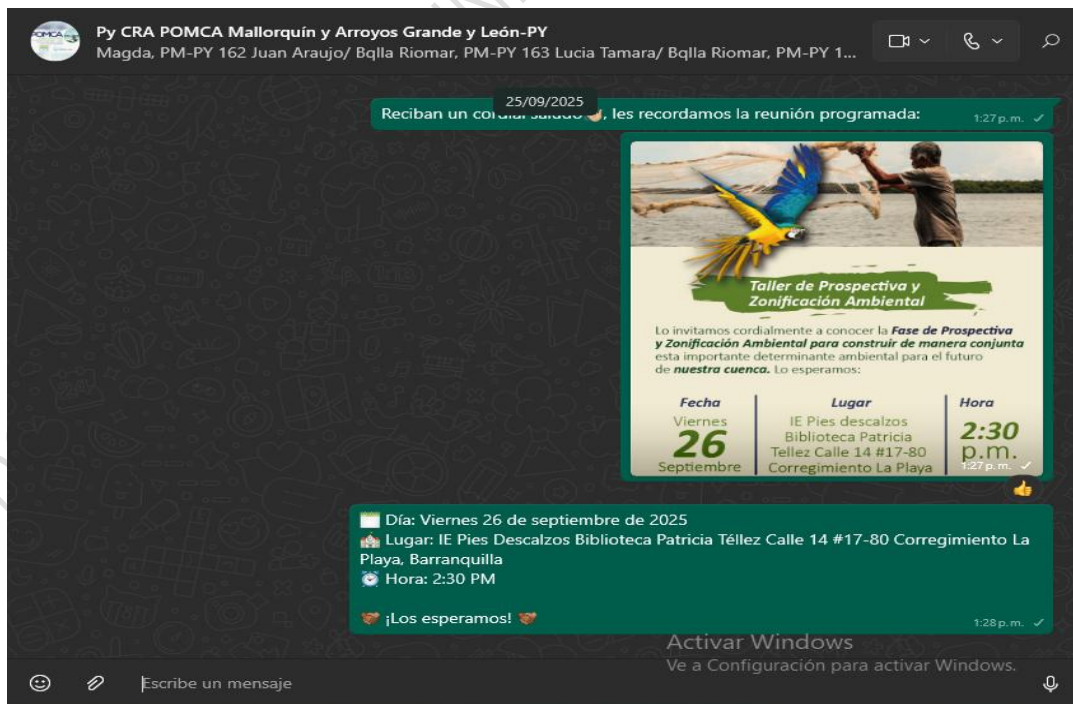 POMCA
Py CRA POMCA Mallorquín y Arroyos Grande y León-PY
Magda, PM-PY 162 Juan Araujo/ Bqlla Riomar, PM-PY 163 Lucia Tamara/ Bqlla Riomar, PM-PY 1...
25/09/2025
Reciban un cordial saludo👋🏻, les recordamos la reunión programada:
1:27 p. m.
Taller de Prospectiva y
Zonificación Ambiental
Lo invitamos cordialmente a conocer la Fase de Prospectiva
y Zonificación Ambiental para construir de manera conjunta
esta importante determinante ambiental para el futuro
de nuestra cuenca. Lo esperamos:
Fecha
Viernes
26
Septiembre
Lugar
IE Pies descalzos
Biblioteca Patricia
Tellez Calle 14 #17-80
Corregimiento La Playa
Hora
2:30
p.m.
1:27 p. m.
🗓️ Día: Viernes 26 de septiembre de 2025
🏫 Lugar: IE Pies Descalzos Biblioteca Patricia Téllez Calle 14 #17-80 Corregimiento La
Playa, Barranquilla
⏰ Hora: 2:30 PM
🤝🏽 ¡Los esperamos! 🤝🏽
1:28 p. m.
Activar Windows
Ve a Configuración para activar Windows.
Escribe un mensaje